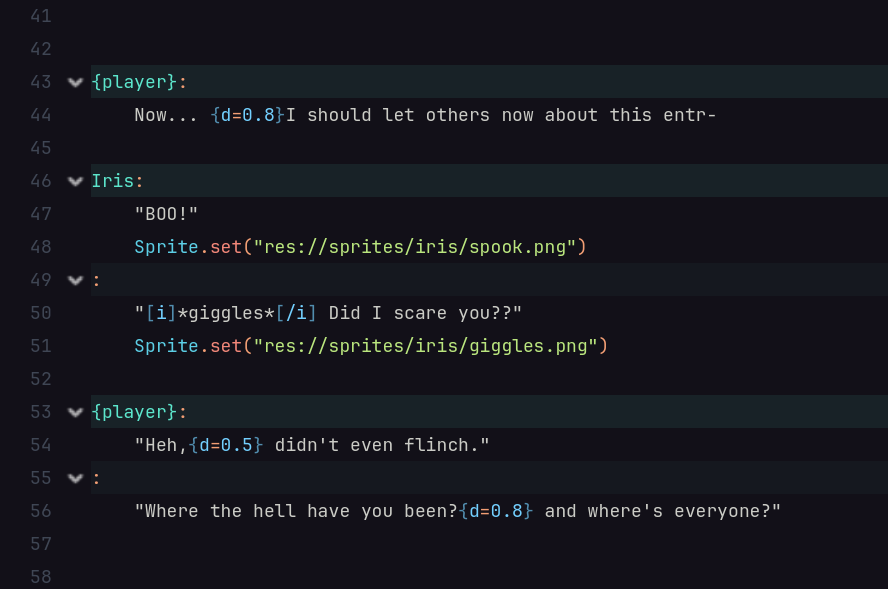 41
42
43 {player}:
44 Now... {d=0.8}I should let others now about this entr-
45
46 Iris:
47 "BOO!"
48 Sprite.set("res://sprites/iris/spook.png")
49 :
50 "[i]*giggles*[/i] Did I scare you??"
51 Sprite.set("res://sprites/iris/giggles.png")
52
53 {player}:
54 "Heh,{d=0.5} didn't even flinch."
55 :
56 "Where the hell have you been?{d=0.8} and where's everyone?"
57
58